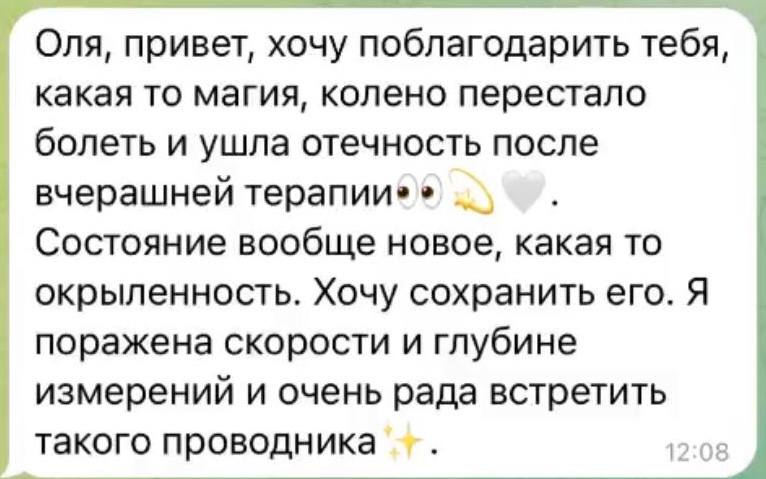 Оля, привет, хочу поблагодарить тебя,
какая то магия, колено перестало
болеть и ушла отечность после
вчерашней терапии👀💫🤍.
Состояние вообще новое, какая то
окрыленность. Хочу сохранить его. Я
поражена скорости и глубине
измерений и очень рада встретить
такого проводника✨.
12:08